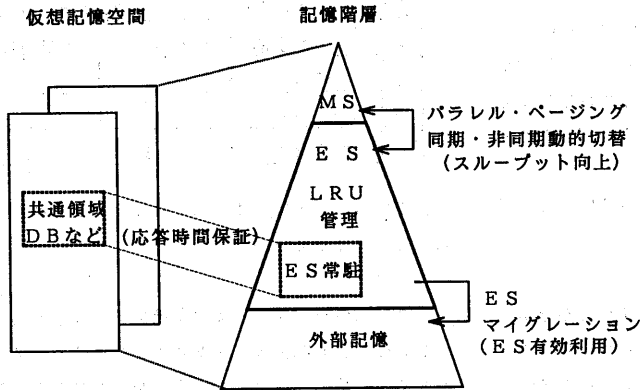 仮想記憶空間
記憶階層
MS
パラレル・ページング
同期・非同期動的切替
(スループット向上)
ES
LRU
管理
共通領域
DBなど
(応答時間保証)
ES常駐
ES
マイグレーション
(ES有効利用)
外部記憶